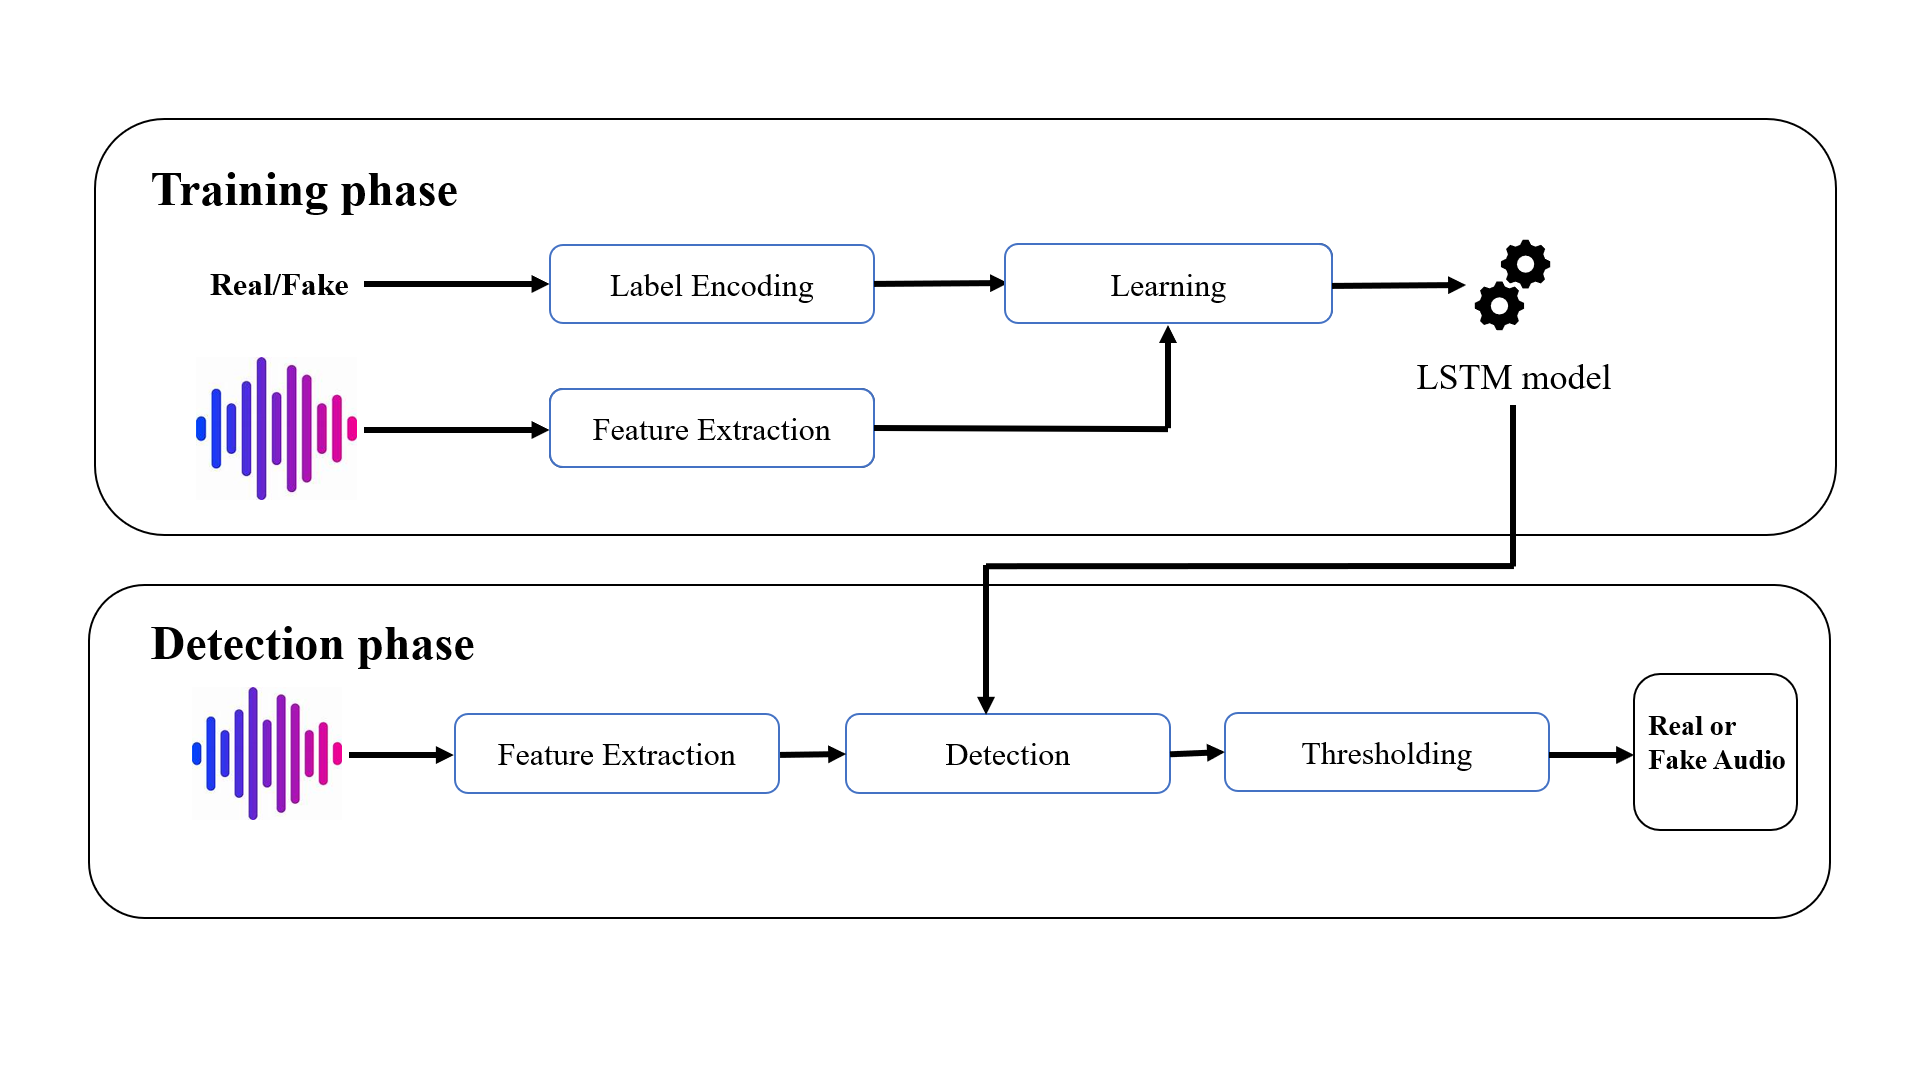 Training phase
Real/Fake
Label Encoding
Learning
LSTM model
Feature Extraction
Detection phase
Feature Extraction
Detection
Thresholding
Real or
Fake Audio